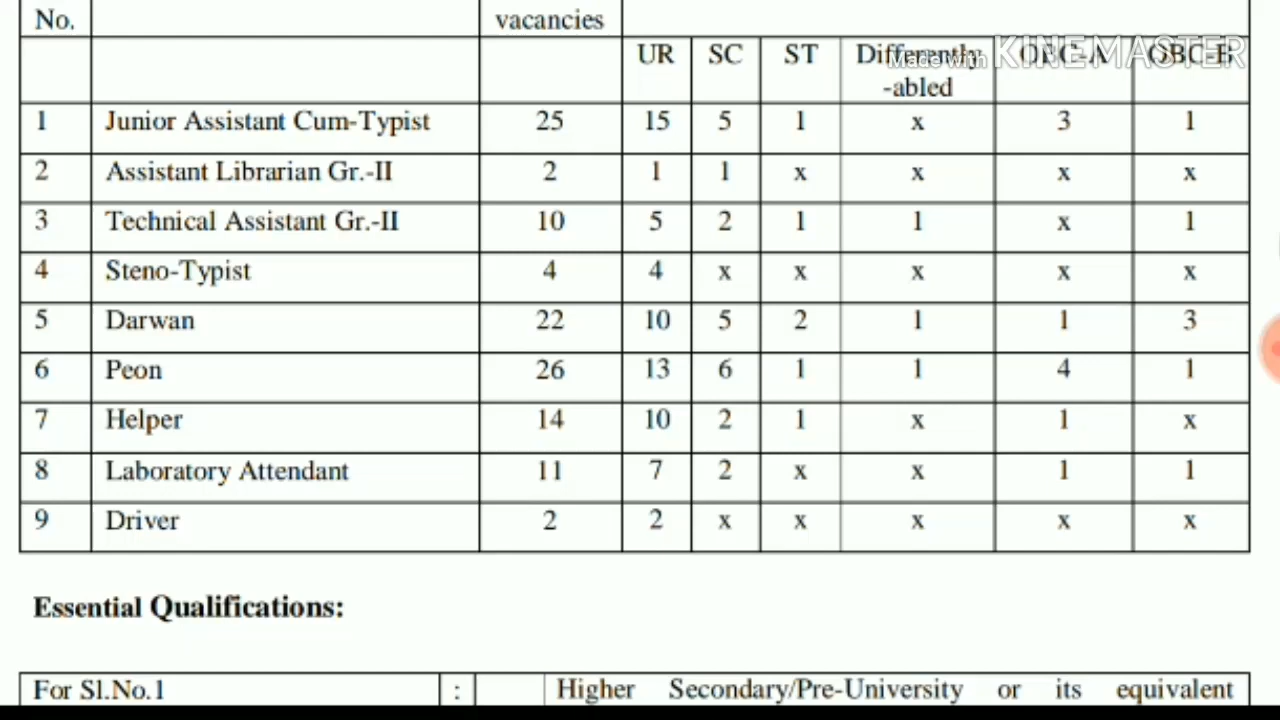 No. vacancies
UR SC ST Differently OBC-A OBC-B
-abled
Made with KINEMASTER
1 Junior Assistant Cum-Typist 25 15 5 1 x 3 1
2 Assistant Librarian Gr.-II 2 1 1 x x x x
3 Technical Assistant Gr.-II 10 5 2 1 1 x 1
4 Steno-Typist 4 4 x x x x x
5 Darwan 22 10 5 2 1 1 3
6 Peon 26 13 6 1 1 4 1
7 Helper 14 10 2 1 x 1 x
8 Laboratory Attendant 11 7 2 x x 1 1
9 Driver 2 2 x x x x x
Essential Qualifications:
For Sl.No.1 : Higher Secondary/Pre-University or its equivalent